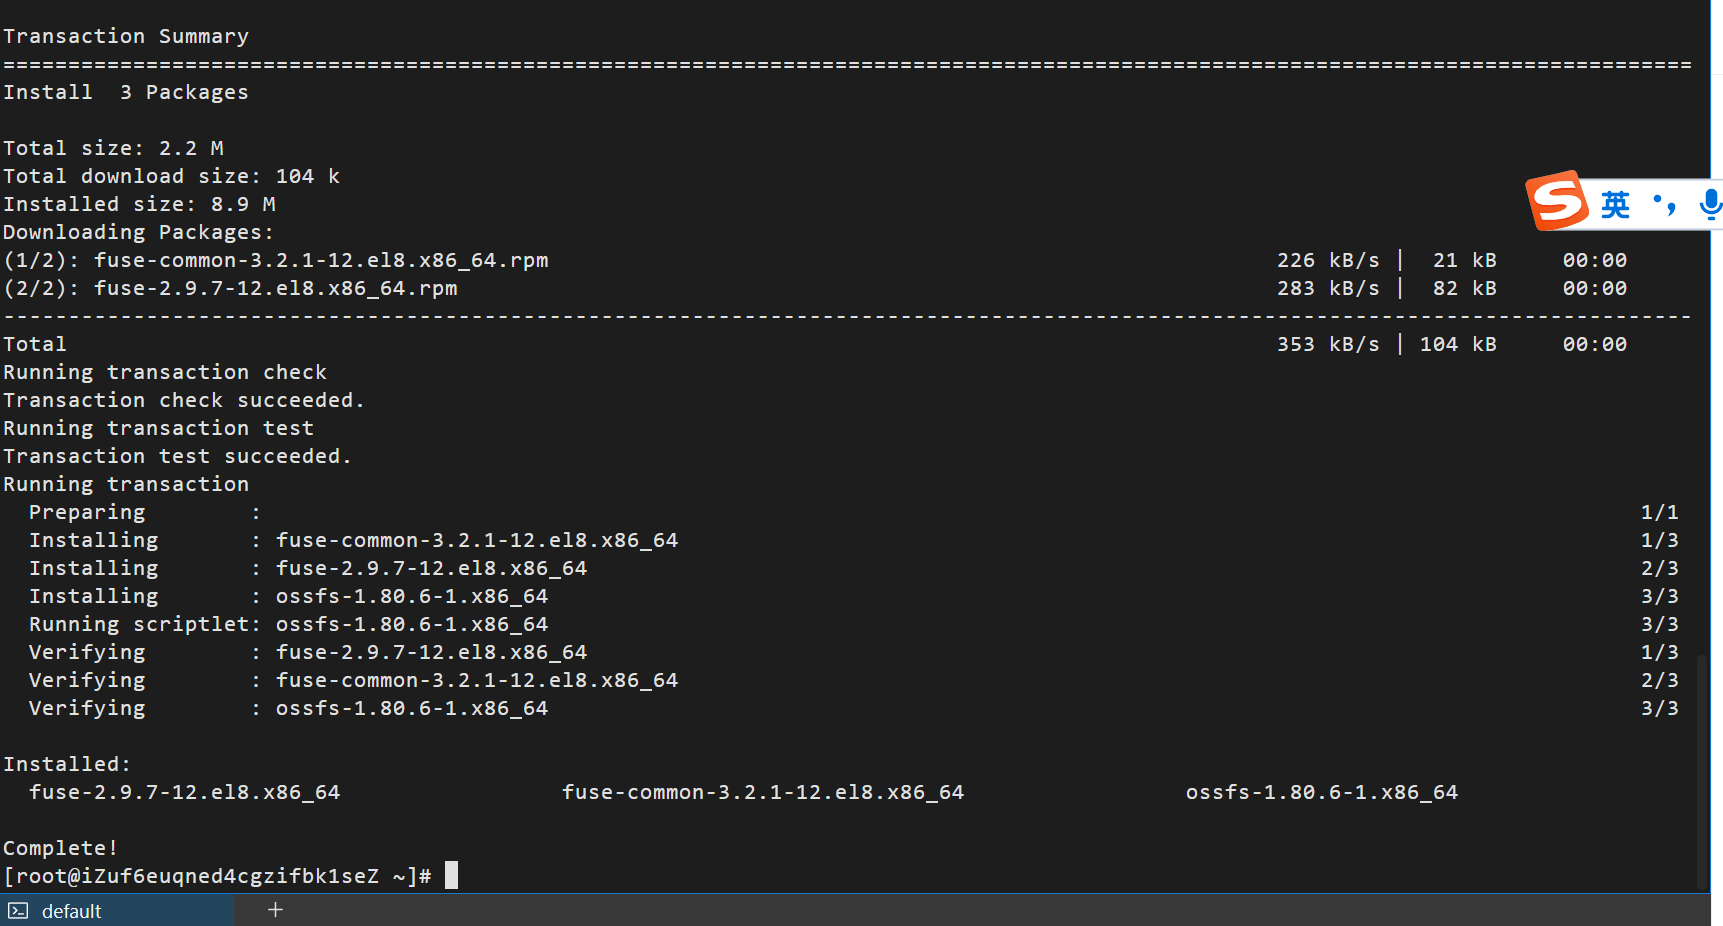 Transaction Summary
================================================================================================================================
Install  3 Packages
Total size: 2.2 M
Total download size: 104 k
Installed size: 8.9 M
英 •,
Downloading Packages:
(1/2): fuse-common-3.2.1-12.el8.x86_64.rpm 226 kB/s |  21 kB     00:00
(2/2): fuse-2.9.7-12.el8.x86_64.rpm 283 kB/s |  82 kB     00:00
--------------------------------------------------------------------------------------------------------------------------------
Total 353 kB/s | 104 kB     00:00
Running transaction check
Transaction check succeeded.
Running transaction test
Transaction test succeeded.
Running transaction
  Preparing        : 1/1
  Installing       : fuse-common-3.2.1-12.el8.x86_64 1/3
  Installing       : fuse-2.9.7-12.el8.x86_64 2/3
  Installing       : ossfs-1.80.6-1.x86_64 3/3
  Running scriptlet: ossfs-1.80.6-1.x86_64 3/3
  Verifying        : fuse-2.9.7-12.el8.x86_64 1/3
  Verifying        : fuse-common-3.2.1-12.el8.x86_64 2/3
  Verifying        : ossfs-1.80.6-1.x86_64 3/3
Installed:
  fuse-2.9.7-12.el8.x86_64 fuse-common-3.2.1-12.el8.x86_64 ossfs-1.80.6-1.x86_64
Complete!
[root@iZuf6euqned4cgzifbk1seZ ~]#
default +